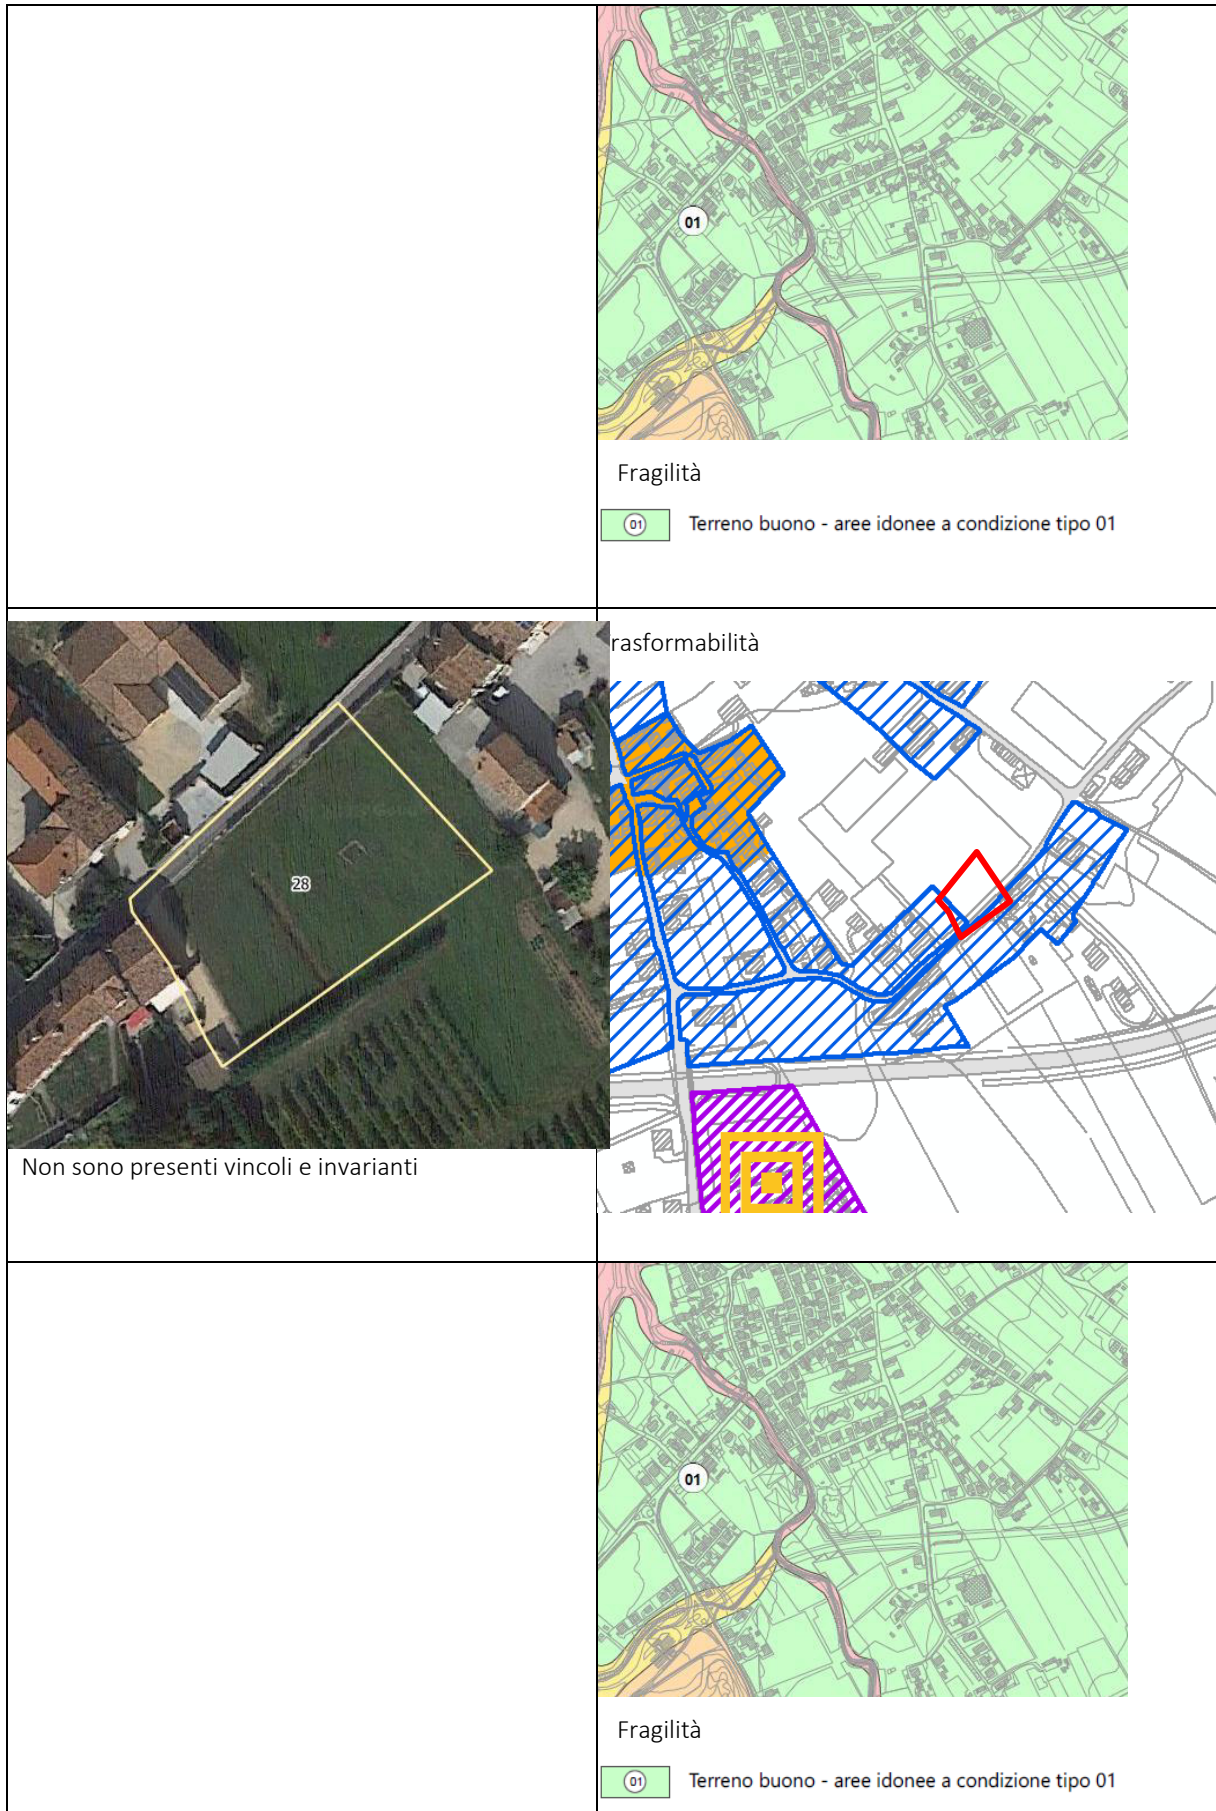 01
Fragilità
01 Terreno buono - aree idonee a condizione tipo 01
rasformabilità
28
Non sono presenti vincoli e invarianti
01
Fragilità
01 Terreno buono - aree idonee a condizione tipo 01